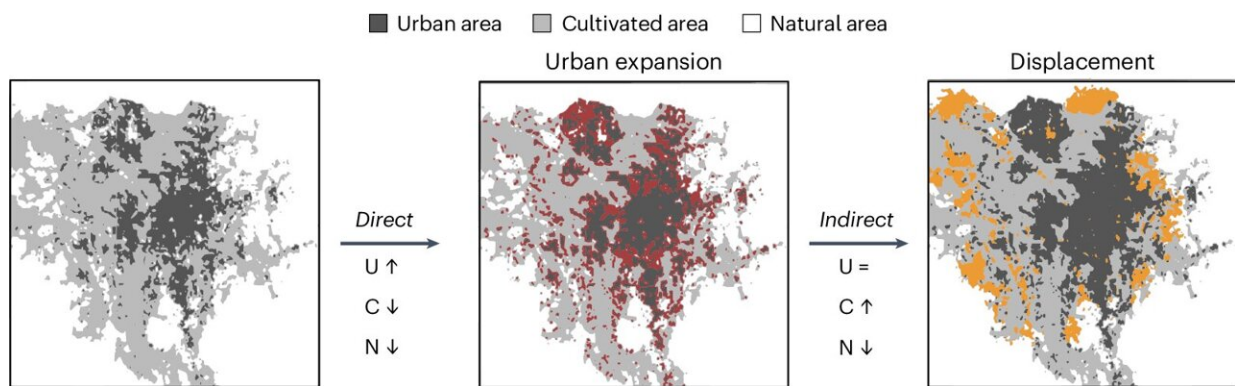 Urban area Cultivated area Natural area
Urban expansion
Displacement
Direct
U ↑
C ↓
N ↓
Indirect
U =
C ↑
N ↓